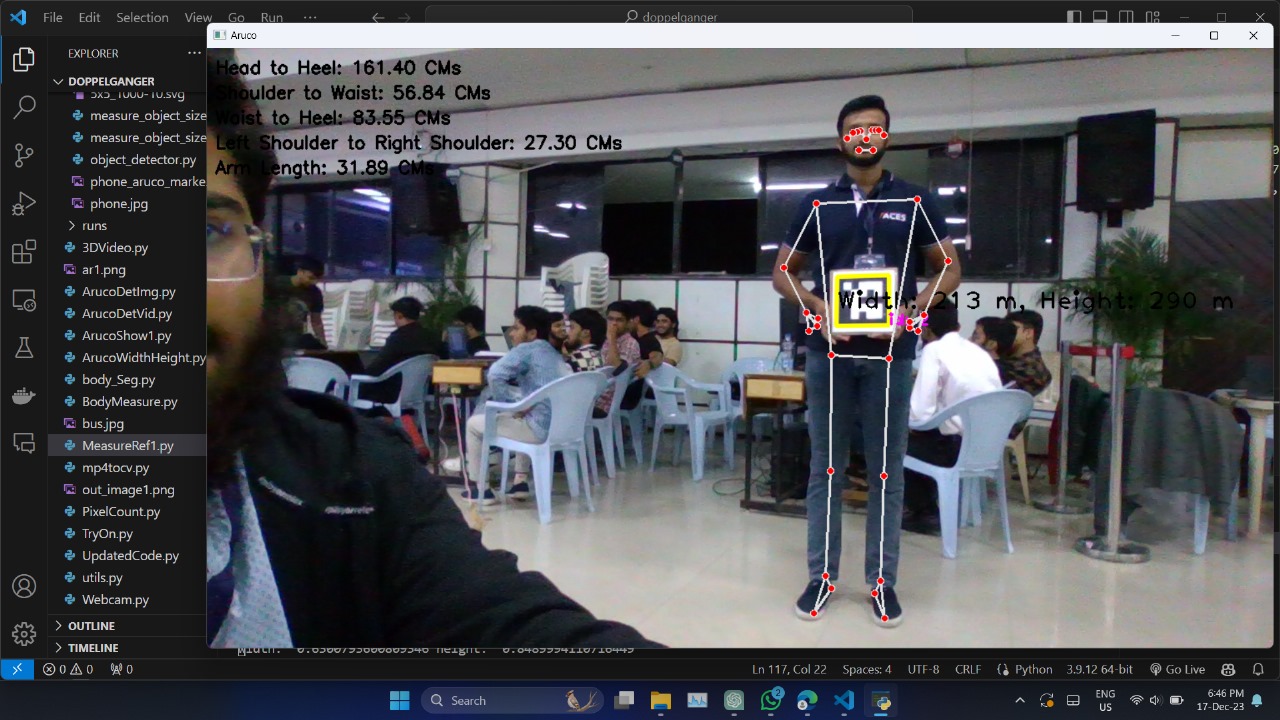 File Edit Selection View Go Run ···
doppelganger
Aruco
EXPLORER ···
DOPPELGANGER
5x5_1000-10.svg
measure_object_size
measure_object_size
object_detector.py
phone_aruco_marke
phone.jpg
runs
3DVideo.py
ar1.png
ArucoDetImg.py
ArucoDetVid.py
ArucoShow1.py
ArucoWidthHeight.py
body_Seg.py
BodyMeasure.py
bus.jpg
MeasureRef1.py
mp4tocv.py
out_image1.png
PixelCount.py
TryOn.py
UpdatedCode.py
utils.py
Webcam.py
OUTLINE
TIMELINE
Head to Heel: 161.40 CMs
Shoulder to Waist: 56.84 CMs
Waist to Heel: 83.55 CMs
Left Shoulder to Right Shoulder: 27.30 CMs
Arm Length: 31.89 CMs
ACES
Width: 213 m, Height: 290 m
0 0 0
Ln 117, Col 22 Spaces: 4 UTF-8 CRLF Python 3.9.12 64-bit Go Live
Search
2
ENG
US
6:46 PM
17-Dec-23